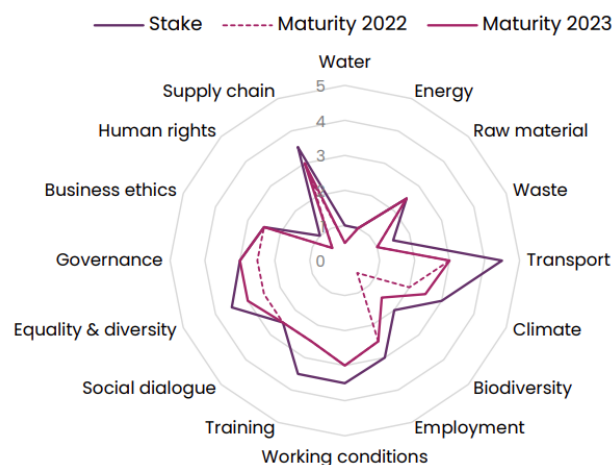 Stake Maturity 2022 Maturity 2023
Water
Supply chain Energy
Human rights Raw material
Business ethics Waste
Governance Transport
Equality & diversity Climate
Social dialogue Biodiversity
Training Employment
Working conditions
5
4
3
0